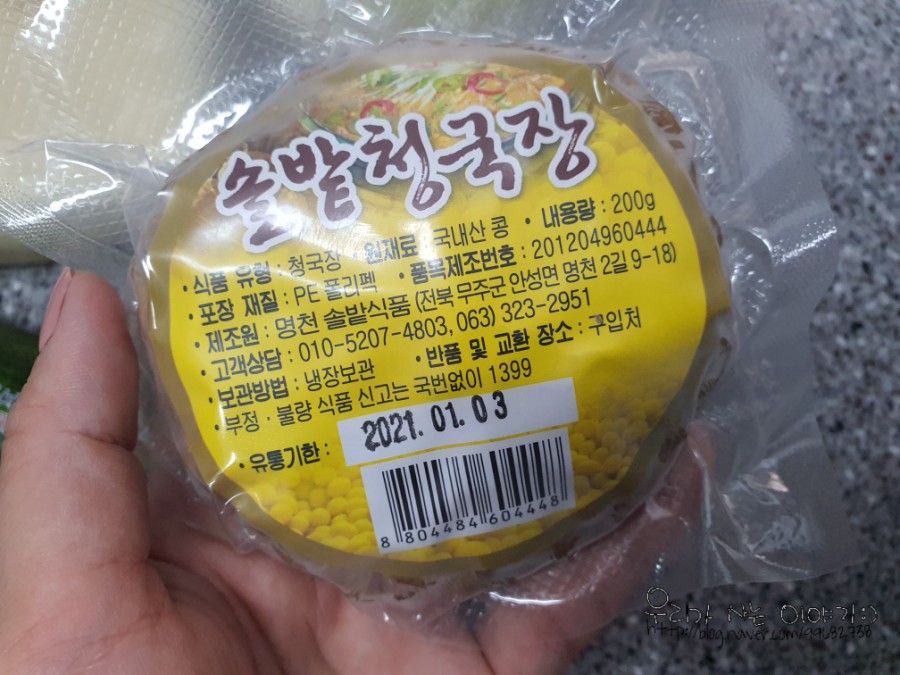 솔밭청국장
• 식품 유형 : 청국장 • 원재료 : 국내산 콩 • 내용량 : 200g
• 포장 재질 : PE 폴리펙 • 품목제조번호 : 201204960444
• 제조원 : 명천 솔밭식품 (전북 무주군 안성면 명천 2길 9-18)
• 고객상담 : 010-5207-4803, 063) 323-2951
• 보관방법 : 냉장보관 • 반품 및 교환 장소 : 구입처
• 부정 · 불량 식품 신고는 국번없이 1399
• 유통기한 : 2021.01.03
8 804484 604448